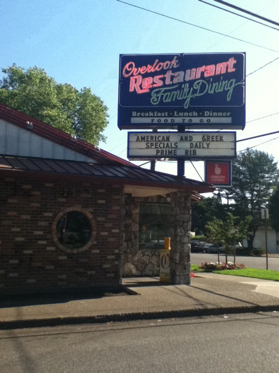 Overlook
Restaurant
Family Dining
Breakfast - Lunch - Dinner
FOOD TO GO
AMERICAN AND GREEK
SPECIALS DAILY
PRIME RIB